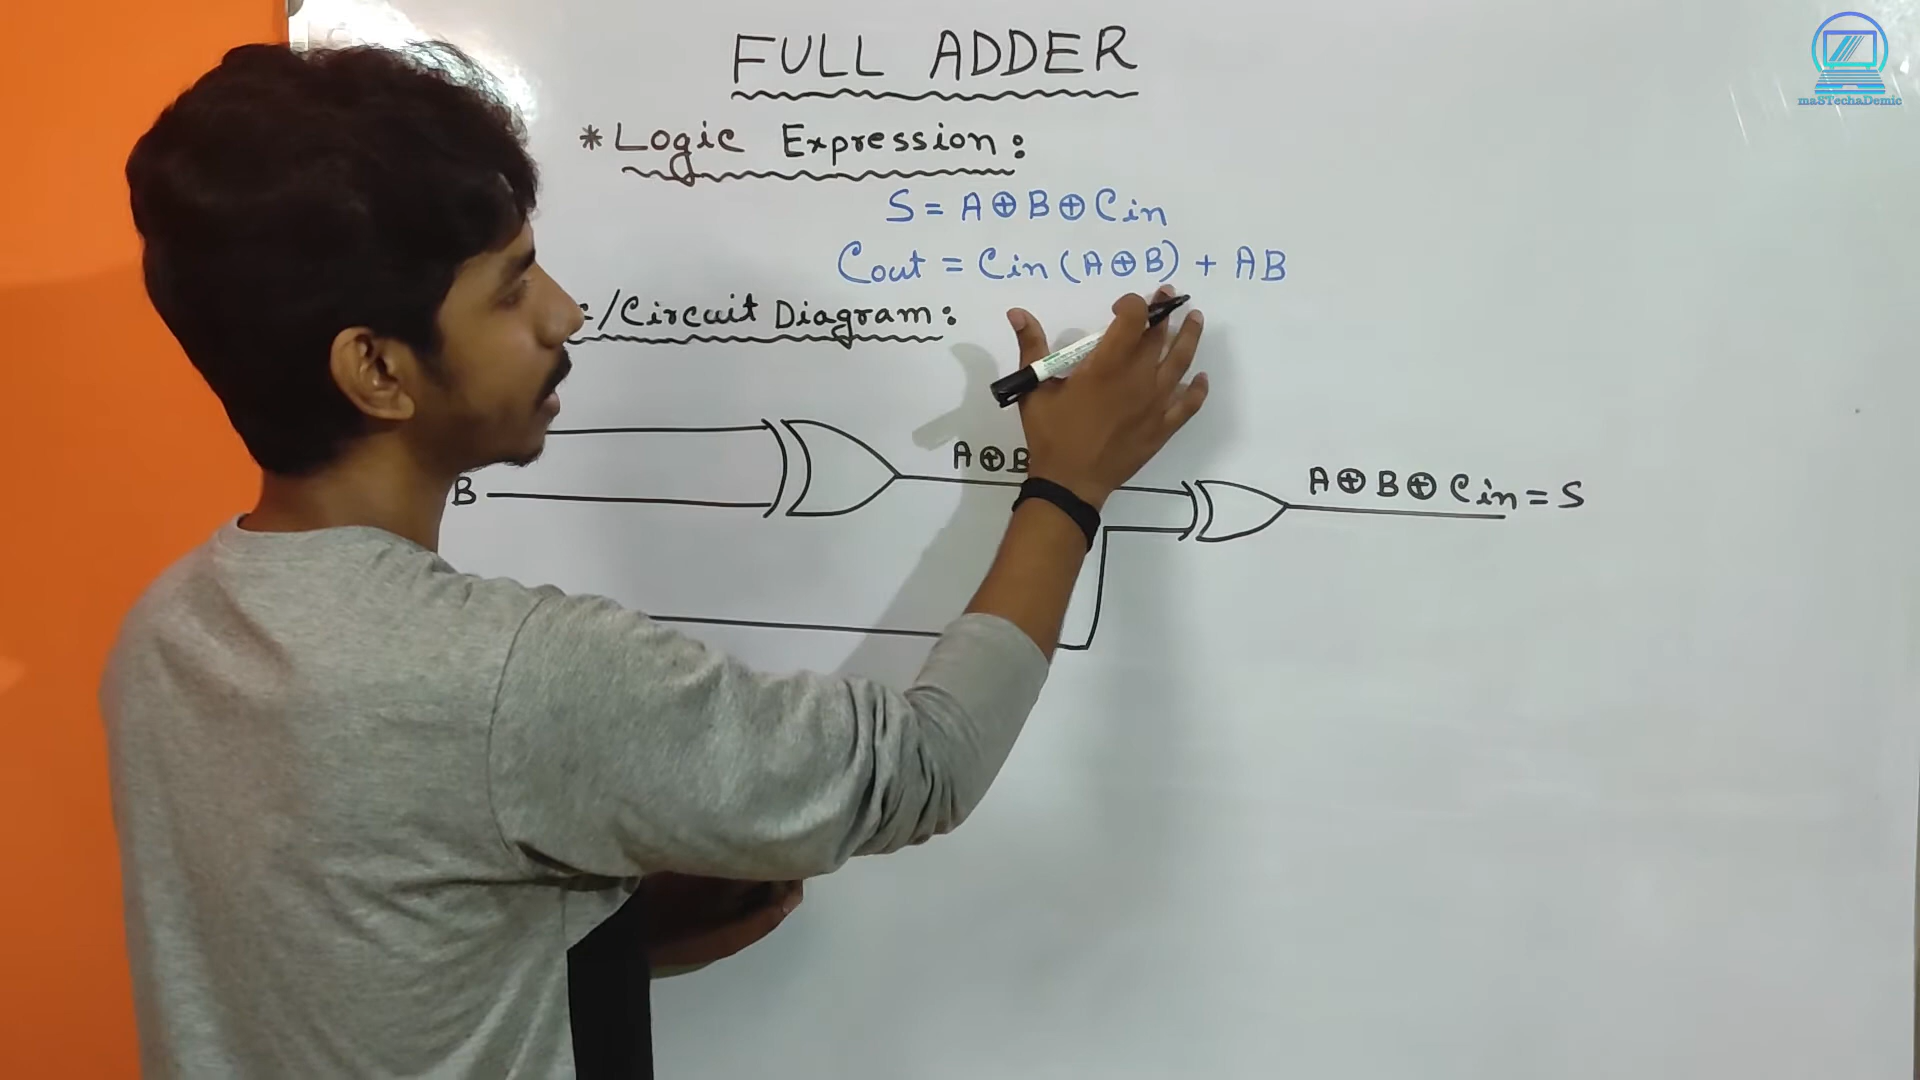 FULL ADDER
maSTechaDemic
* Logic Expression:
S = A⊕B⊕Cin
Cout = Cin(A⊕B) + AB
/Circuit Diagram:
A⊕B
A⊕B⊕Cin = S
B